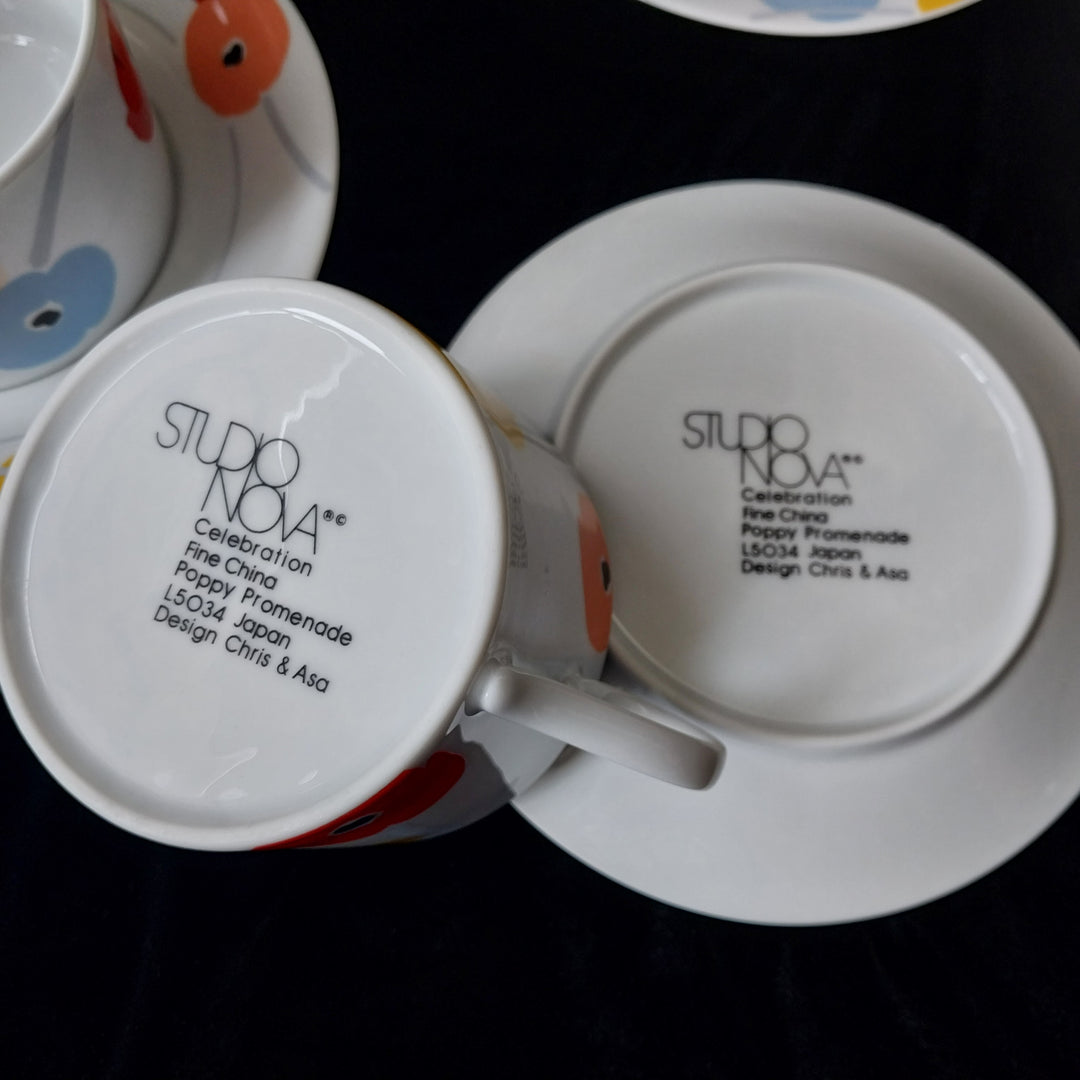 STUDIO
NOVA®©
Celebration
Fine China
Poppy Promenade
L5034 Japan
Design Chris & Asa
STUDIO
NOVA®©
Celebration
Fine China
Poppy Promenade
L5034 Japan
Design Chris & Asa